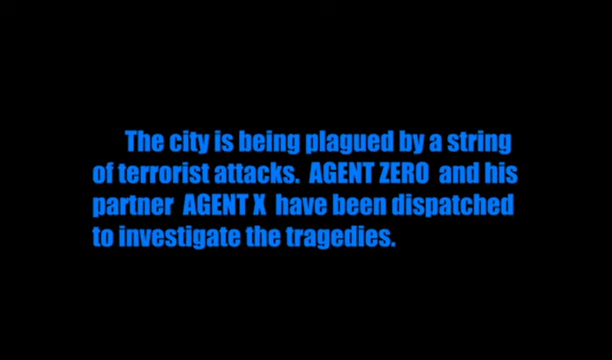 The city is being plagued by a string
of terrorist attacks. AGENT ZERO and his
partner AGENT X have been dispatched
to investigate the tragedies.